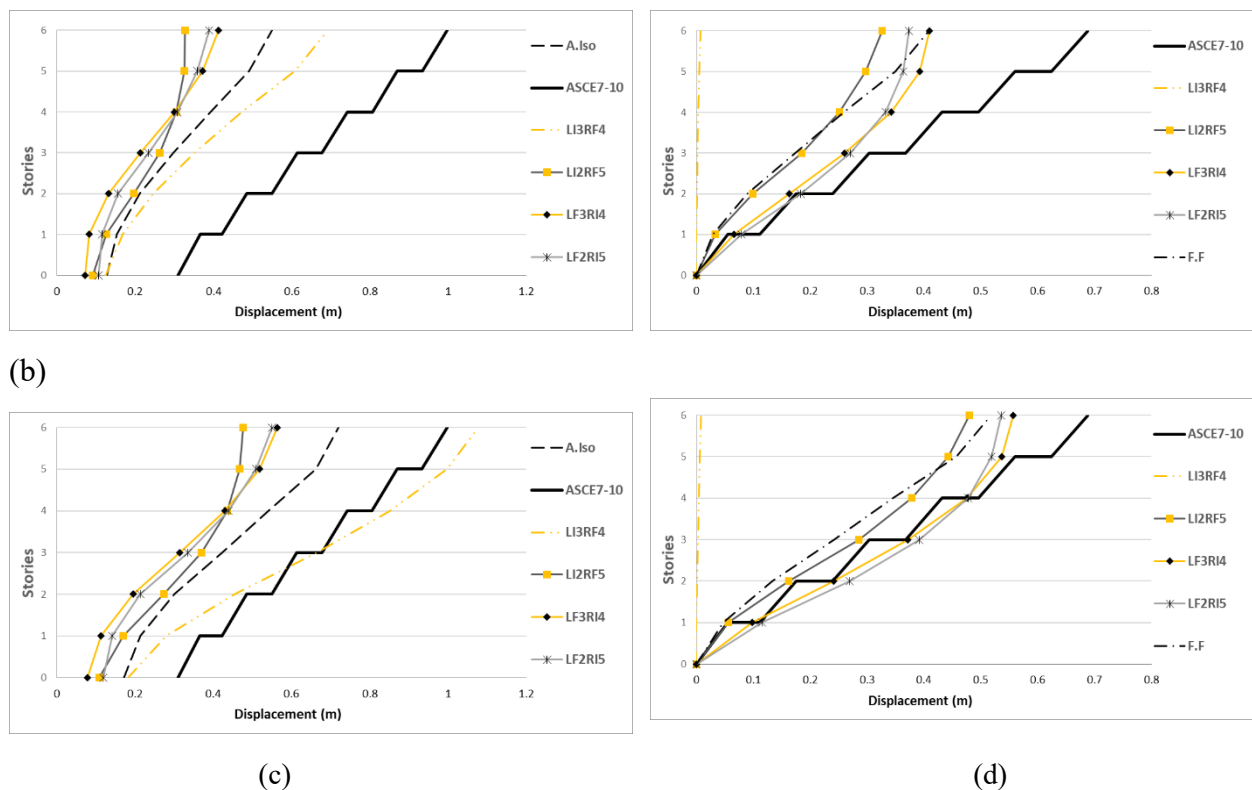 6
5
4
3
2
1
0
Stories
0
0.2
0.4
0.6
0.8
1
1.2
Displacement (m)
A.Iso
ASCE7-10
LI3RF4
LI2RF5
LF3RI4
LF2RI5
6
5
4
3
2
1
0
Stories
0
0.1
0.2
0.3
0.4
0.5
0.6
0.7
0.8
Displacement (m)
ASCE7-10
LI3RF4
LI2RF5
LF3RI4
LF2RI5
F.F
(b)
6
5
4
3
2
1
0
Stories
0
0.2
0.4
0.6
0.8
1
1.2
Displacement (m)
A.Iso
ASCE7-10
LI3RF4
LI2RF5
LF3RI4
LF2RI5
6
5
4
3
2
1
0
Stories
0
0.1
0.2
0.3
0.4
0.5
0.6
0.7
0.8
Displacement (m)
ASCE7-10
LI3RF4
LI2RF5
LF3RI4
LF2RI5
F.F
(c)
(d)